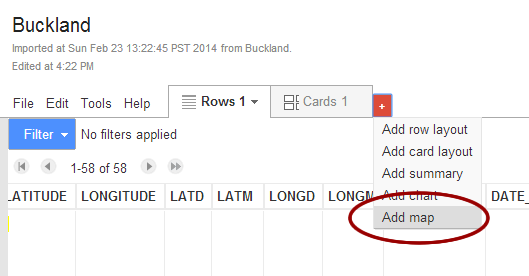 Buckland
Imported at Sun Feb 23 13:22:45 PST 2014 from Buckland.
Edited at 4:22 PM
File Edit Tools Help Rows 1 Cards 1 +
Filter No filters applied
1-58 of 58
Add row layout
Add card layout
Add summary
Add chart
Add map
LATITUDE LONGITUDE LATD LATM LONGD LONGM DATE_